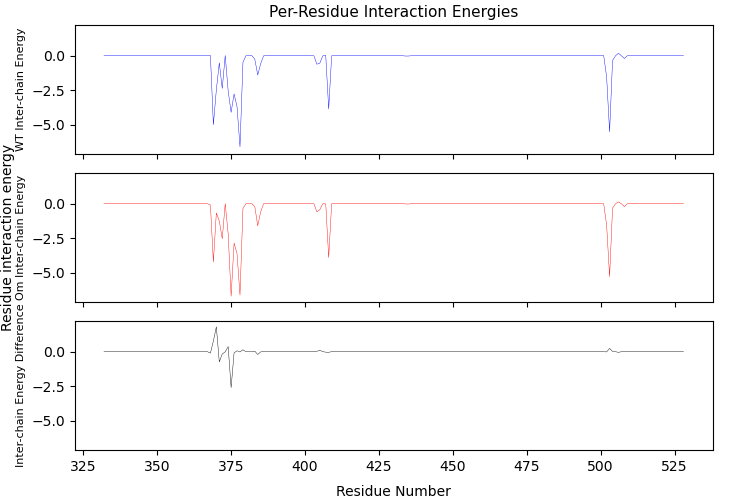 Per-Residue Interaction Energies
Residue interaction energy
WT Inter-chain Energy
0.0
−2.5
−5.0
Om Inter-chain Energy
0.0
−2.5
−5.0
Inter-chain Energy Difference
0.0
−2.5
−5.0
325 350 375 400 425 450 475 500 525
Residue Number